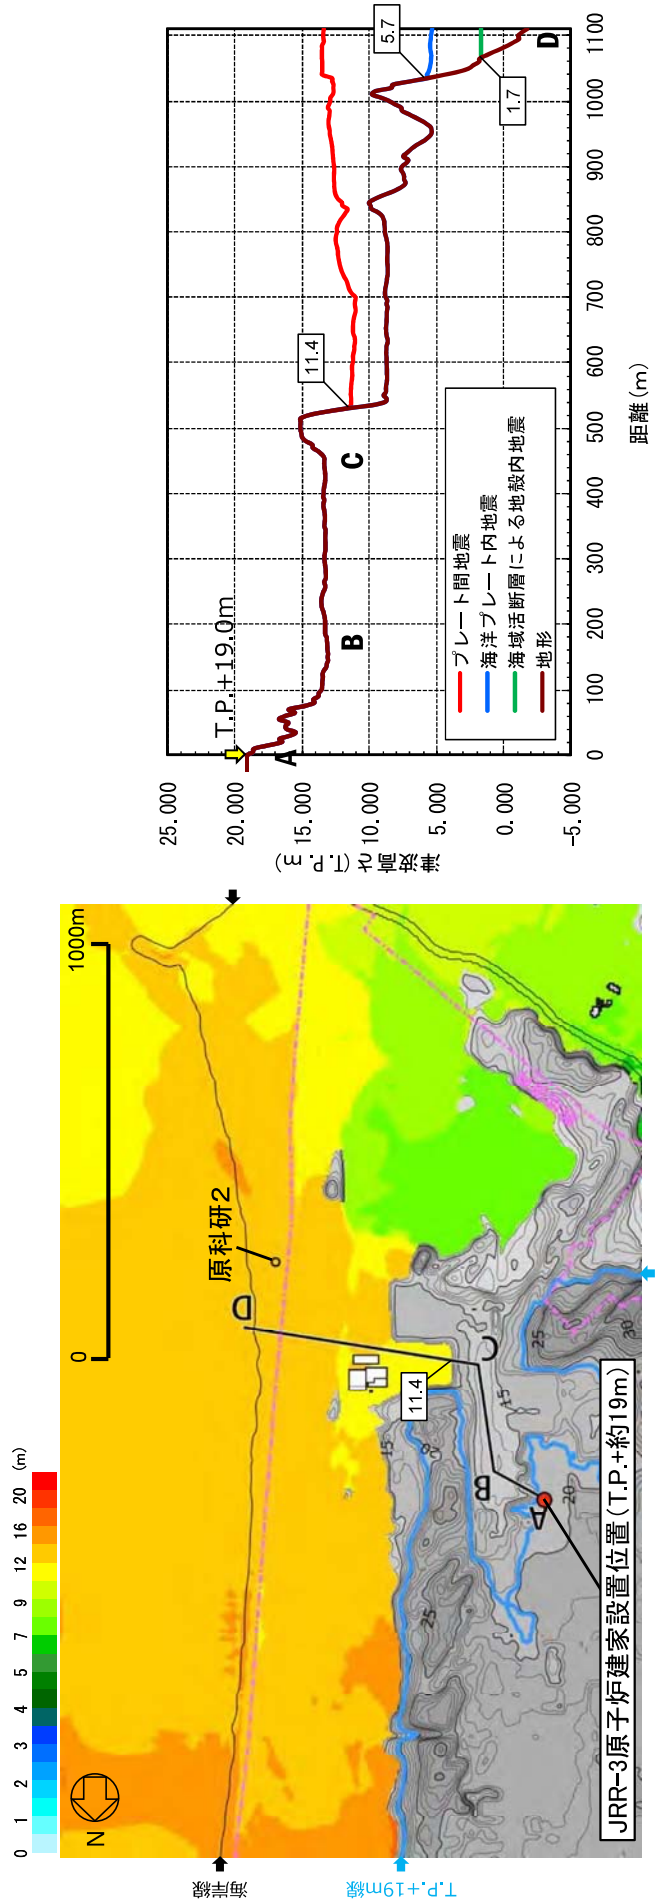 0 1 2 3 4 5 7 9 12 16 20 (m)
N
0
1000m
原科研2
D
C
B
A
11.4
15
20
25
15
20
25
30
JRR-3原子炉建家設置位置(T.P.+約19m)
海岸線
T.P.+19m線
津波高さ(T.P. m)
25.000
20.000
15.000
10.000
5.000
0.000
-5.000
T.P.+19.0m
A
B
C
D
11.4
5.7
1.7
プレート間地震
海洋プレート内地震
海域活断層による地殻内地震
地形
0 100 200 300 400 500 600 700 800 900 1000 1100
距離(m)